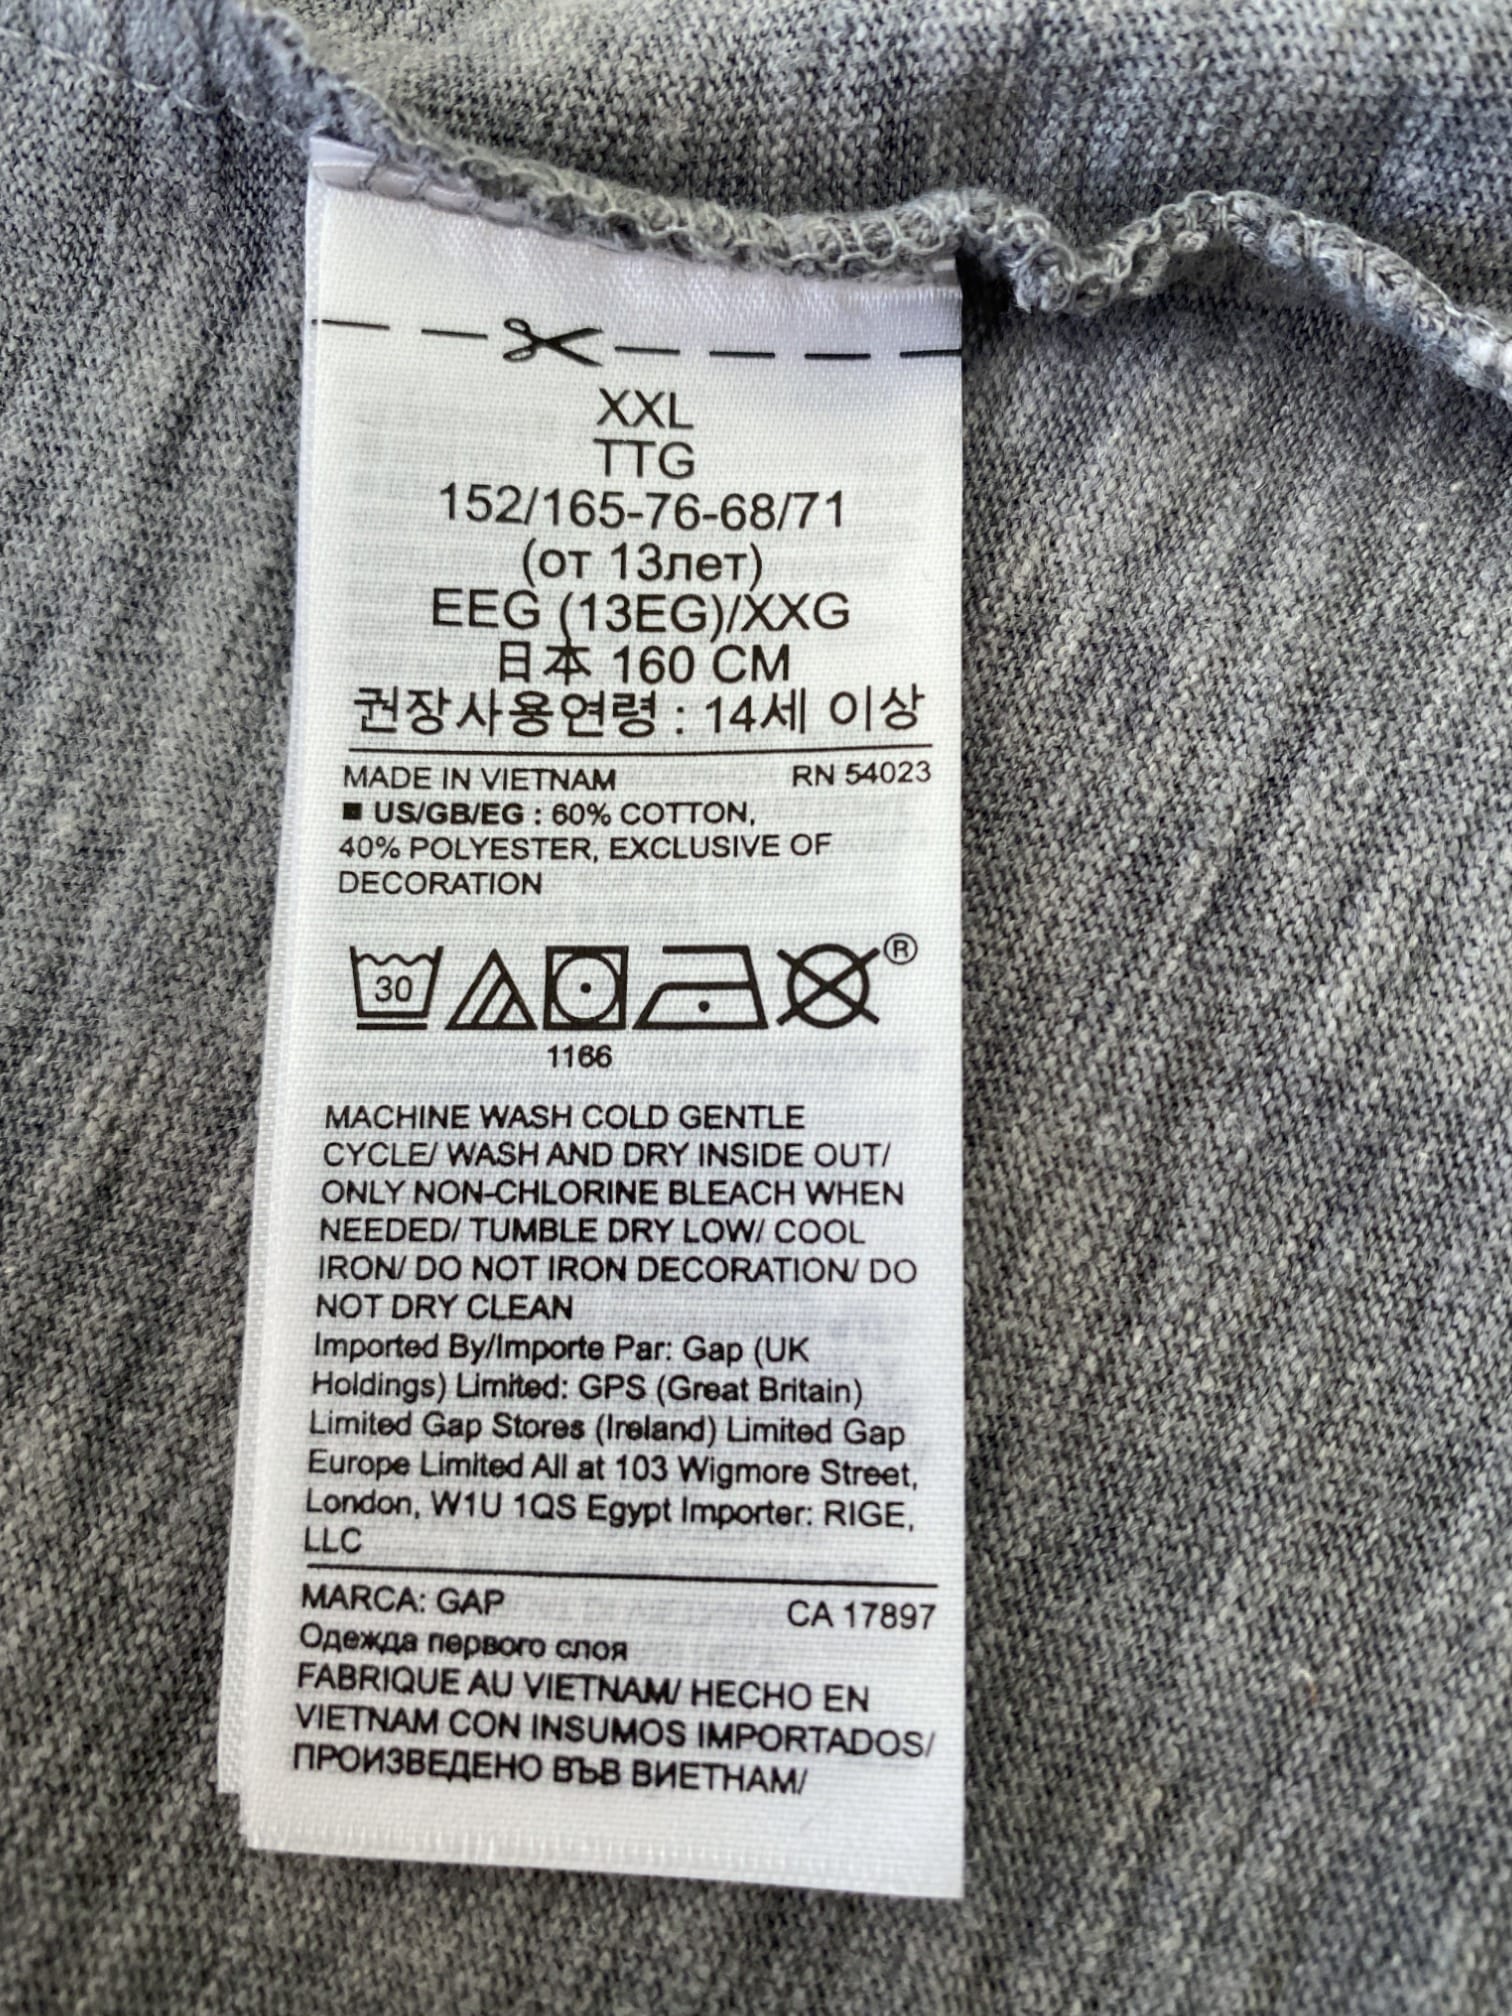 XXL
TTG
152/165-76-68/71
(от 13лет)
EEG (13EG)/XXG
日本 160 CM
권장사용연령 : 14세 이상
MADE IN VIETNAM RN 54023
■ US/GB/EG : 60% COTTON,
40% POLYESTER, EXCLUSIVE OF
DECORATION
30
®
1166
MACHINE WASH COLD GENTLE
CYCLE/ WASH AND DRY INSIDE OUT/
ONLY NON-CHLORINE BLEACH WHEN
NEEDED/ TUMBLE DRY LOW/ COOL
IRON/ DO NOT IRON DECORATION/ DO
NOT DRY CLEAN
Imported By/Importe Par: Gap (UK
Holdings) Limited: GPS (Great Britain)
Limited Gap Stores (Ireland) Limited Gap
Europe Limited All at 103 Wigmore Street,
London, W1U 1QS Egypt Importer: RIGE,
LLC
MARCA: GAP CA 17897
Одежда первого слоя
FABRIQUE AU VIETNAM/ HECHO EN
VIETNAM CON INSUMOS IMPORTADOS/
ПРОИЗВЕДЕНО ВЪВ ВИЕТНАМ/